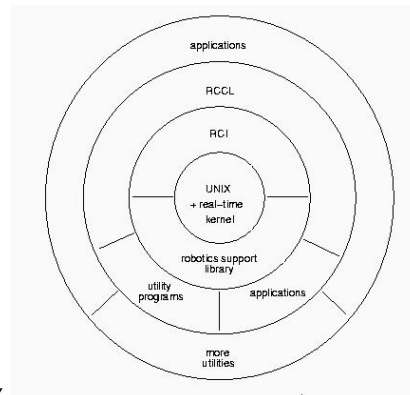 applications
RCCL
RCI
UNIX
+ real-time
kernel
robotics support
library
utility
programs
applications
more
utilities